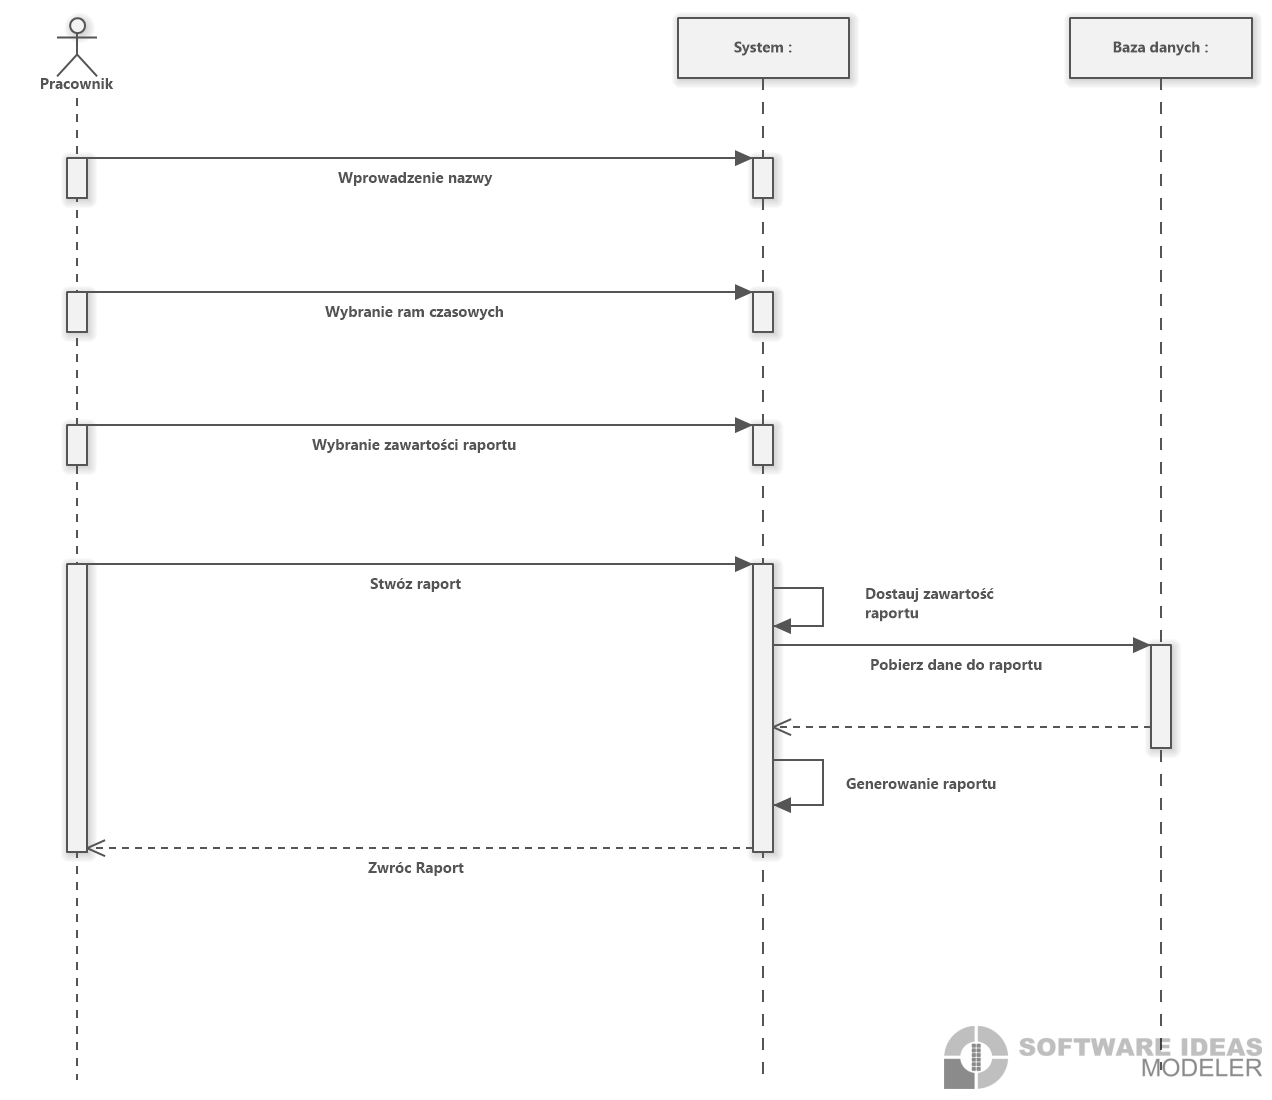 Pracownik
System :
Baza danych :
Wprowadzenie nazwy
Wybranie ram czasowych
Wybranie zawartości raportu
Stwóz raport
Dostauj zawartość
raportu
Pobierz dane do raportu
Generowanie raportu
Zwróc Raport
SOFTWARE IDEAS
MODELER